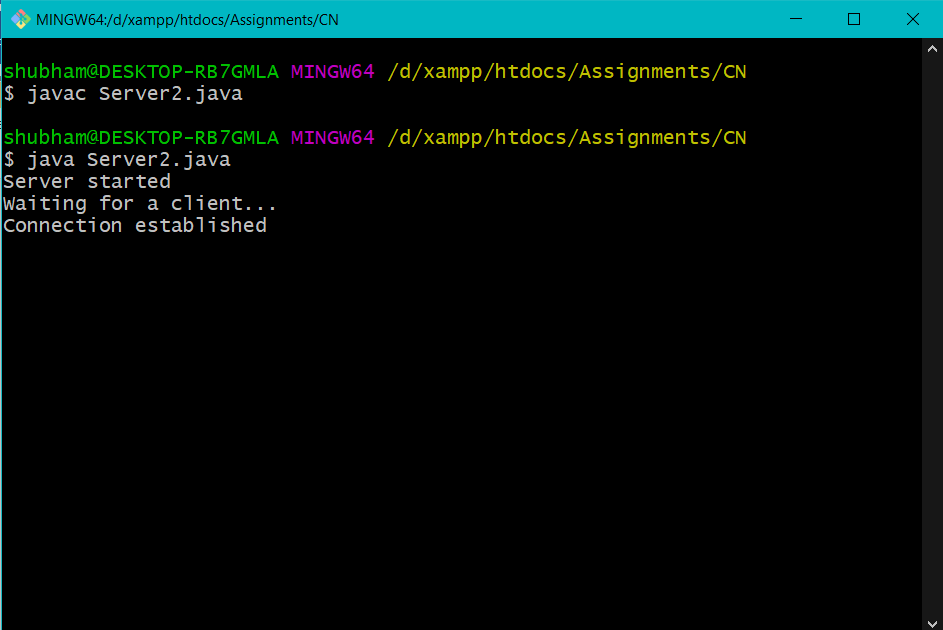 MINGW64:/d/xampp/htdocs/Assignments/CN
shubham@DESKTOP-RB7GMLA MINGW64 /d/xampp/htdocs/Assignments/CN
$ javac Server2.java
shubham@DESKTOP-RB7GMLA MINGW64 /d/xampp/htdocs/Assignments/CN
$ java Server2.java
Server started
Waiting for a client...
Connection established